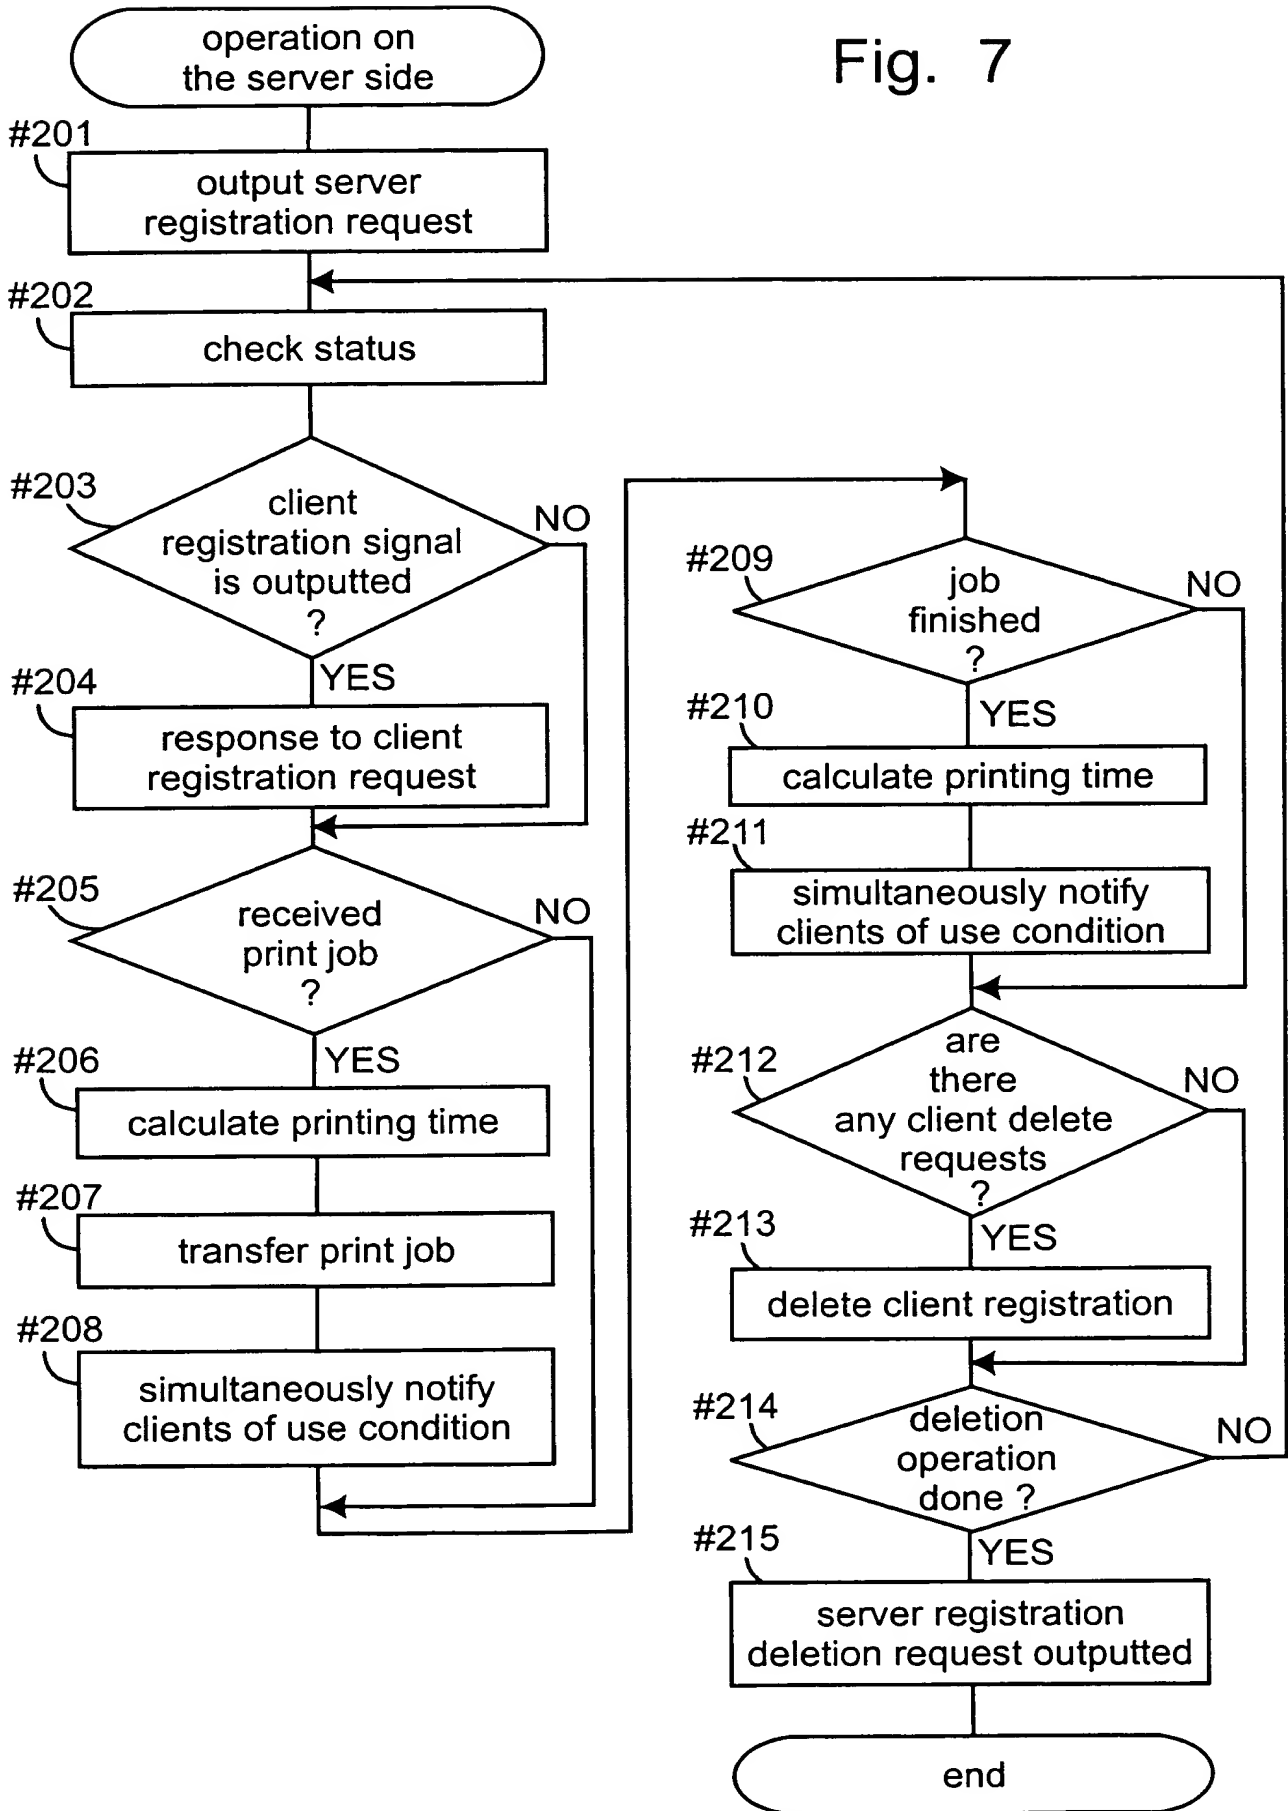 Fig. 7
operation on
the server side
#201
output server
registration request
#202
check status
#203
client
registration signal
is outputted
?
NO
YES
#204
response to client
registration request
#205
received
print job
?
NO
YES
#206
calculate printing time
#207
transfer print job
#208
simultaneously notify
clients of use condition
#209
job
finished
?
NO
YES
#210
calculate printing time
#211
simultaneously notify
clients of use condition
#212
are
there
any client delete
requests
?
NO
YES
#213
delete client registration
#214
deletion
operation
done ?
NO
YES
#215
server registration
deletion request outputted
end